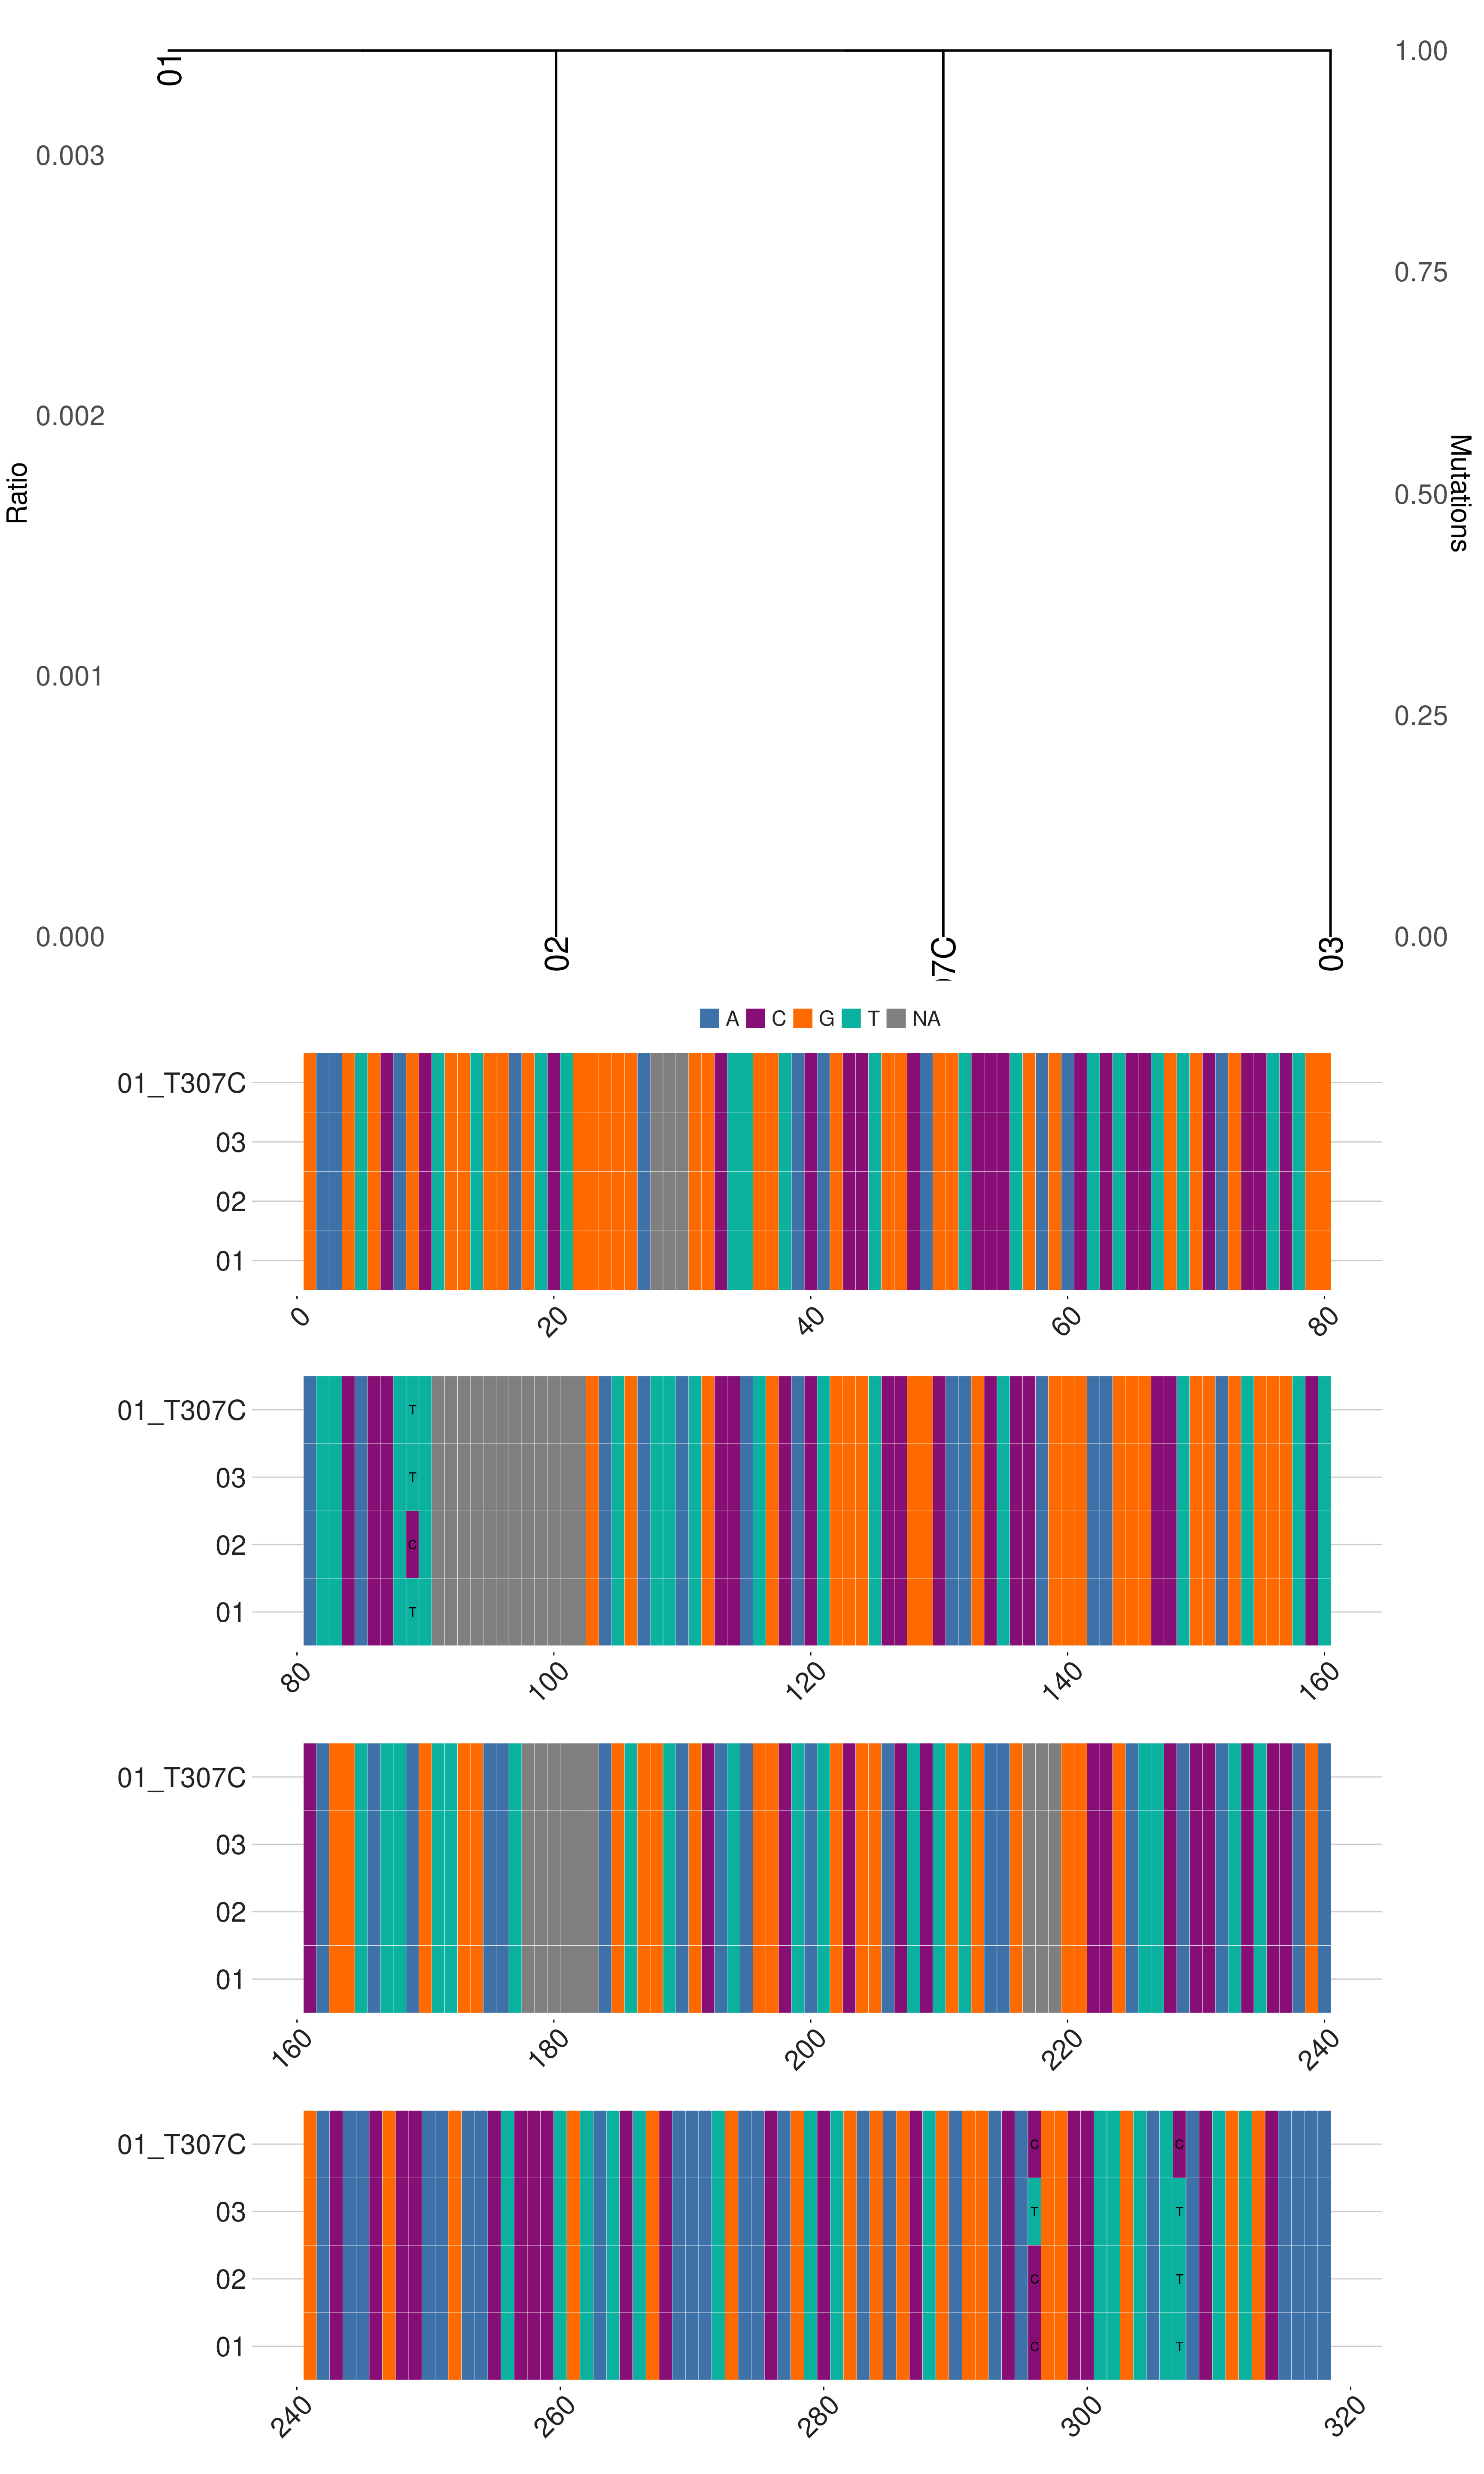 01
1.00
0.003
0.75
0.002
0.50
Ratio
Mutations
0.001
0.25
0.000
0.00
02
07C
03
A C G T NA
01_T307C
03
02
01
0 20 40 60 80
01_T307C T
03 T
02 C
01 T
80 100 120 140 160
01_T307C
03
02
01
160 180 200 220 240
01_T307C C C
03 T T
02 C T
01 C T
240 260 280 300 320